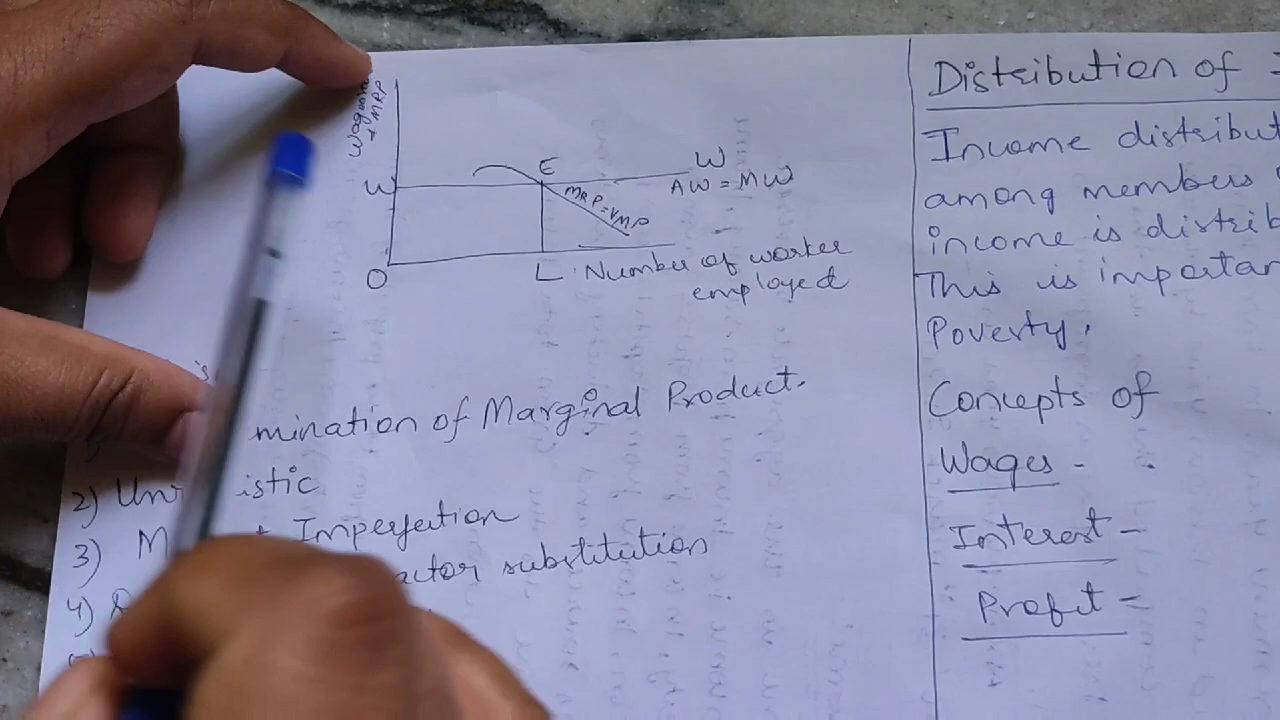 + MRP
W
E
W
AW = MW
MRP=VMP
O
L. Number of worker
employed
mination of Marginal Product.
2) Un istic
3) M t Imperfection
4) actor substitution
Distribution of
Income distribut
among members
income is distrib
This is importan
Poverty.
Concepts of
Wages -
Interest -
Profit -